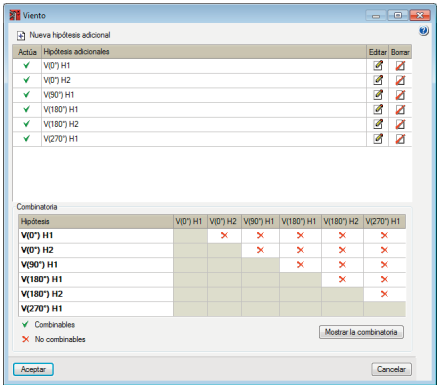 Viento
Nueva hipótesis adicional
Actúa Hipótesis adicionales Editar Borrar
V(0°) H1
V(0°) H2
V(90°) H1
V(180°) H1
V(180°) H2
V(270°) H1
Combinatoria
Hipótesis V(0°) H1 V(0°) H2 V(90°) H1 V(180°) H1 V(180°) H2 V(270°) H1
V(0°) H1
V(0°) H2
V(90°) H1
V(180°) H1
V(180°) H2
V(270°) H1
Combinables
No combinables
Mostrar la combinatoria
Aceptar Cancelar